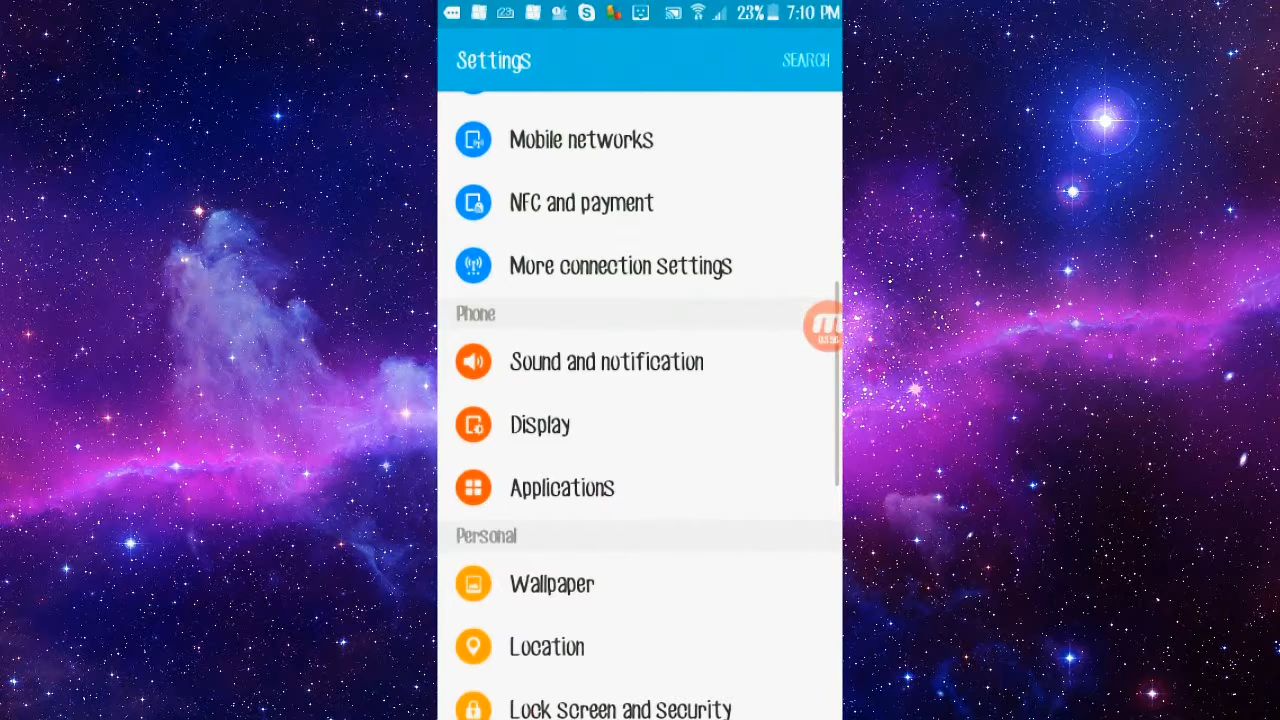 23%
7:10 PM
Settings
SEARCH
Mobile networks
NFC and payment
More connection settings
Phone
Sound and notification
Display
Applications
Personal
Wallpaper
Location
Lock screen and security